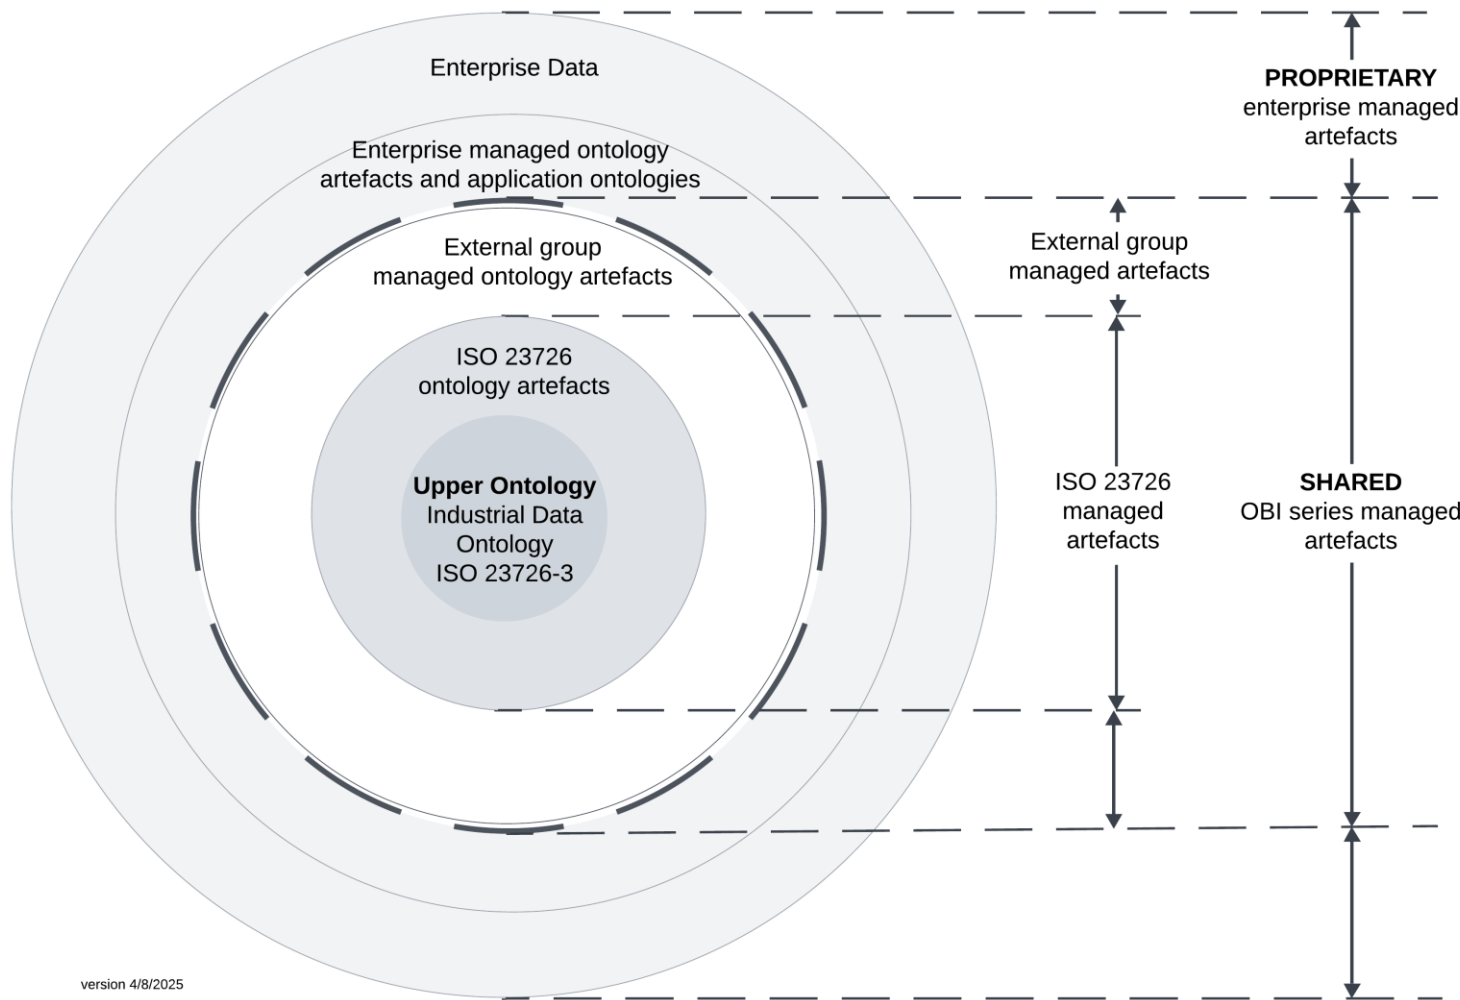 Enterprise Data
Enterprise managed ontology
artefacts and application ontologies
External group
managed ontology artefacts
ISO 23726
ontology artefacts
Upper Ontology
Industrial Data
Ontology
ISO 23726-3
PROPRIETARY
enterprise managed
artefacts
External group
managed artefacts
ISO 23726
managed
artefacts
SHARED
OBI series managed
artefacts
version 4/8/2025